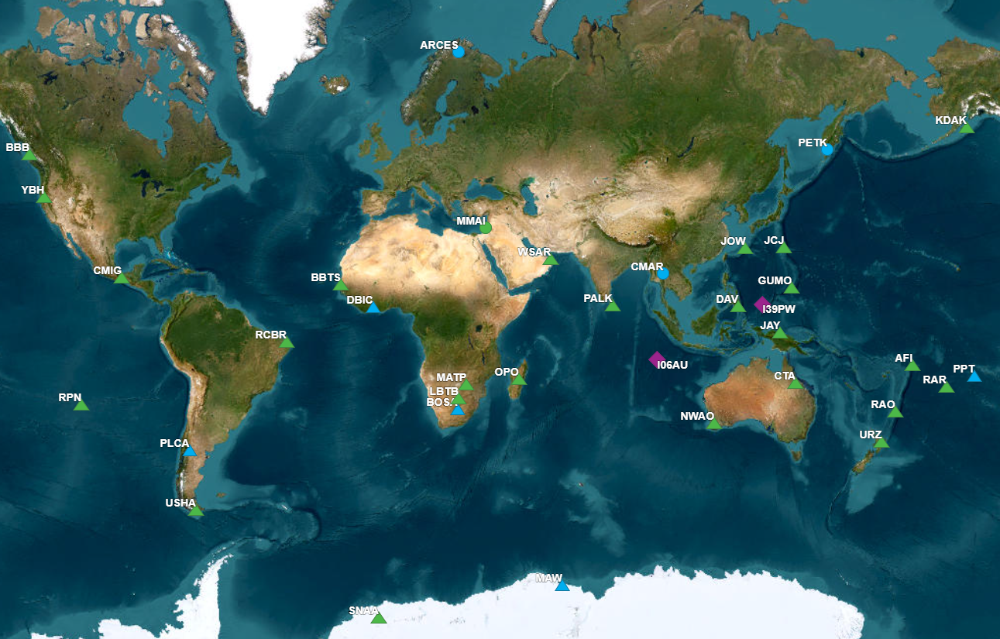 ARCES
KDAK
PETK
BBB
YBH
MMAI
JOW
JCJ
WSAR
CMAR
CMIG
BBTS
GUMO
DBIC
PALK
DAV
I39PW
JAY
RCBR
I06AU
AFI
PPT
OPO
MATP
CTA
RAR
LBTB
RPN
RAO
NWAO
URZ
PLCA
USHA
MAW
SNAA